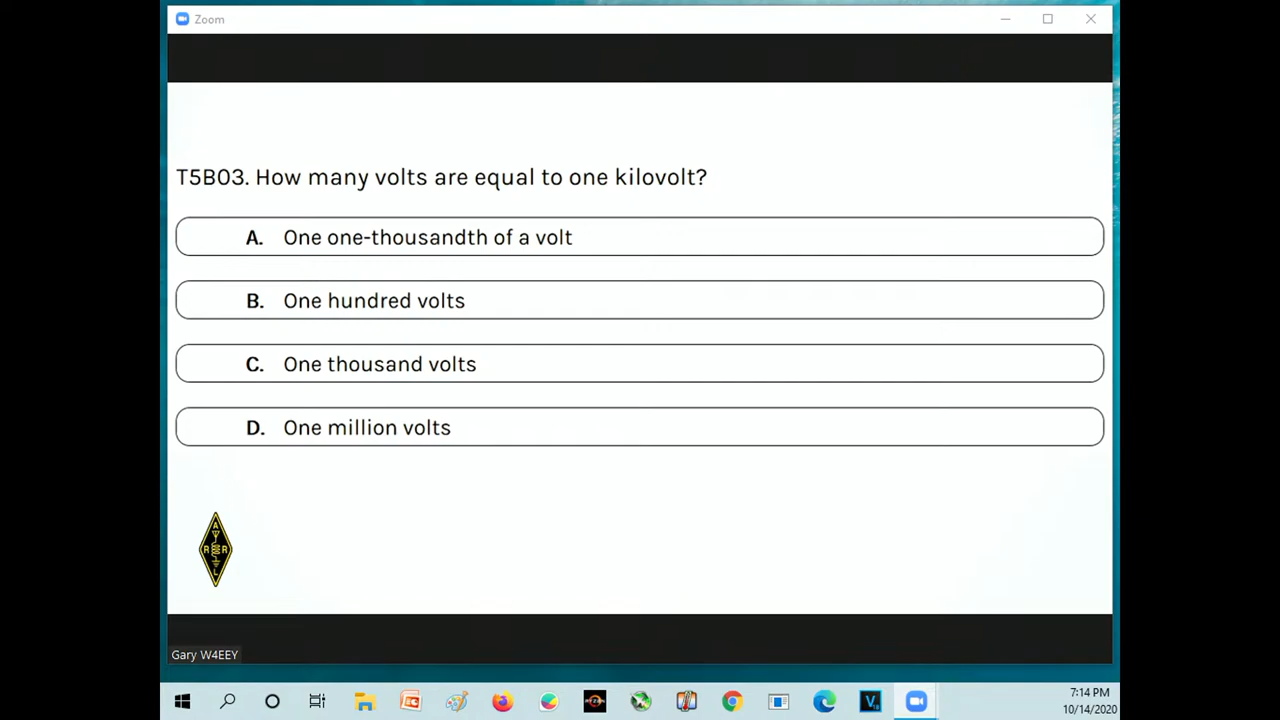 Zoom
T5B03. How many volts are equal to one kilovolt?
A. One one-thousandth of a volt
B. One hundred volts
C. One thousand volts
D. One million volts
A
R R
L
Gary W4EEY
7:14 PM
10/14/2020